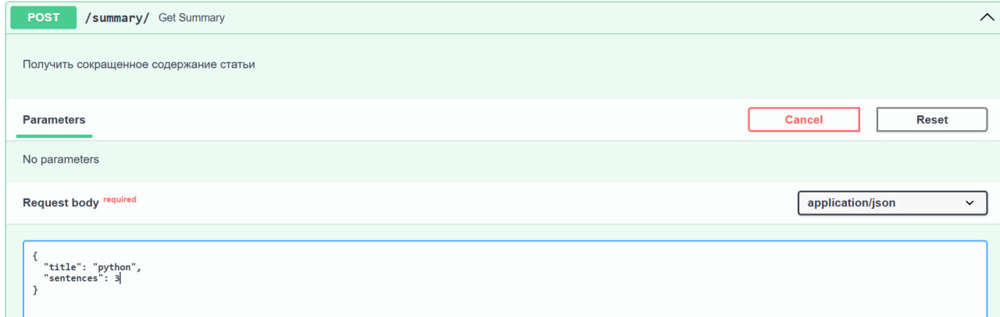 POST /summary/ Get Summary
Получить сокращенное содержание статьи
Parameters Cancel Reset
No parameters
Request body required application/json
{
"title": "python",
"sentences": 3
}